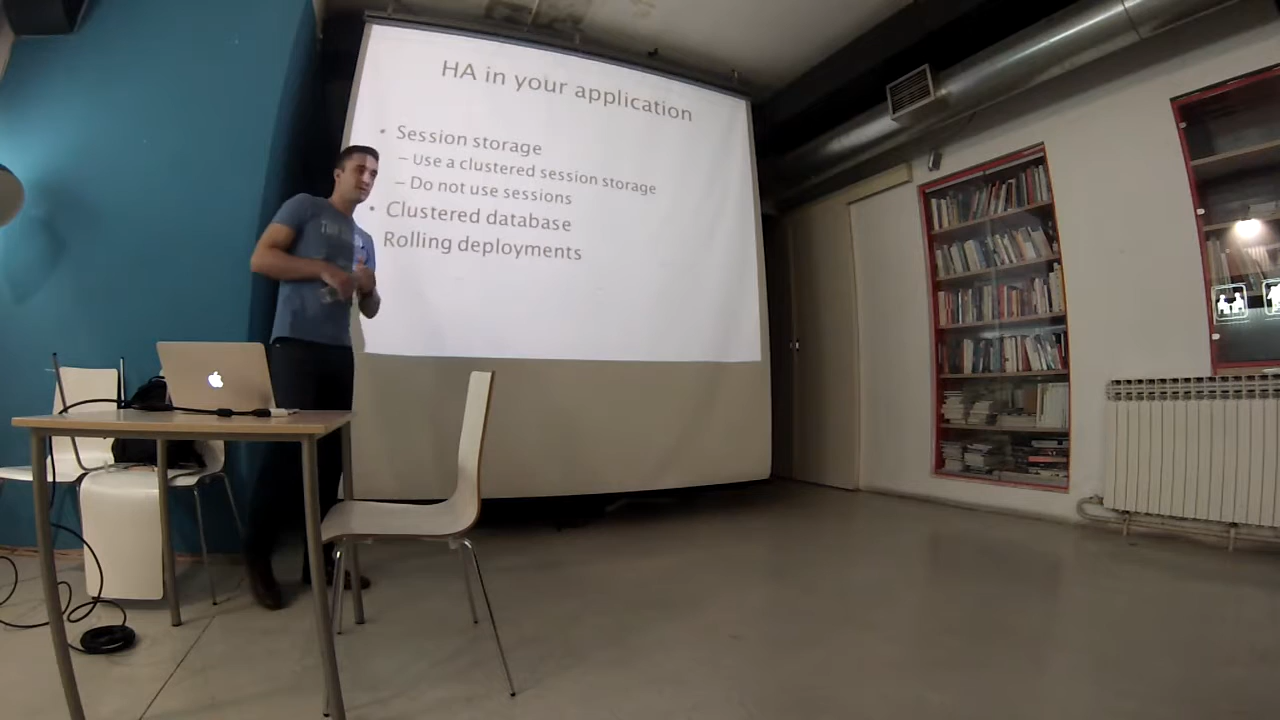 HA in your application
• Session storage
– Use a clustered session storage
– Do not use sessions
• Clustered database
Rolling deployments